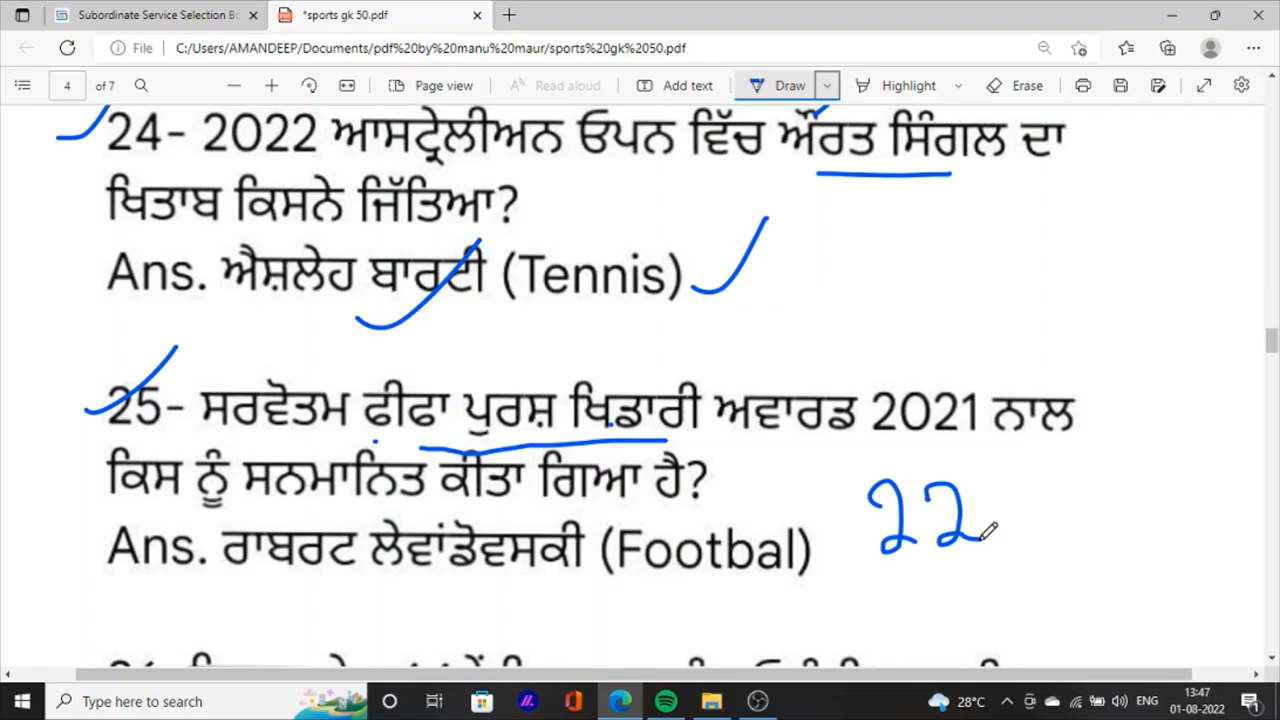 Subordinate Service Selection Bo
*sports gk 50.pdf
File
C:/Users/AMANDEEP/Documents/pdf%20by%20manu%20maur/sports%20gk%2050.pdf
4 of 7
Page view
Read aloud
Add text
Draw
Highlight
Erase
24- 2022 ਆਸਟ੍ਰੇਲੀਅਨ ਓਪਨ ਵਿੱਚ ਔਰਤ ਸਿੰਗਲ ਦਾ
ਖਿਤਾਬ ਕਿਸਨੇ ਜਿੱਤਿਆ?
Ans. ਐਸ਼ਲੇਹ ਬਾਰਟੀ (Tennis)
25- ਸਰਵੋਤਮ ਫੀਫਾ ਪੁਰਸ਼ ਖਿਡਾਰੀ ਅਵਾਰਡ 2021 ਨਾਲ
ਕਿਸ ਨੂੰ ਸਨਮਾਨਿਤ ਕੀਤਾ ਗਿਆ ਹੈ?
22
Ans. ਰਾਬਰਟ ਲੇਵਾਂਡੋਵਸਕੀ (Footbal)
Type here to search
28°C
ENG
13:47
01-08-2022
1